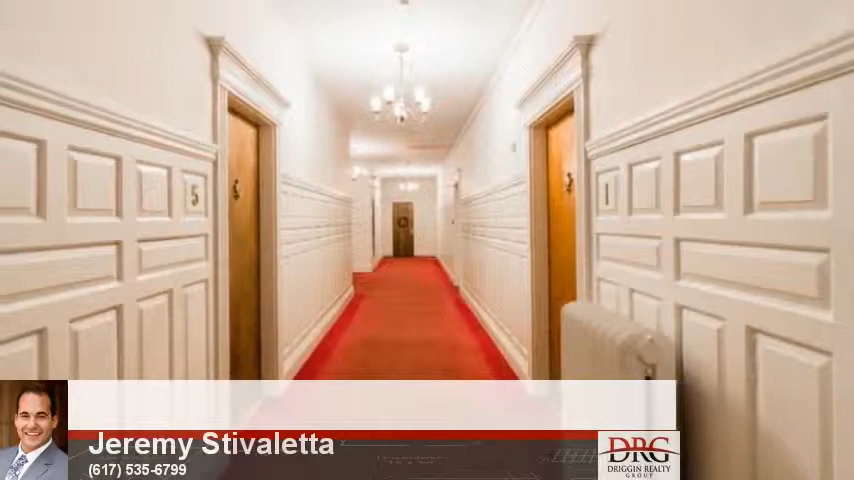 5
1
Jeremy Stivaletta
(617) 535-6799
DRG
DRIGGIN REALTY
GROUP